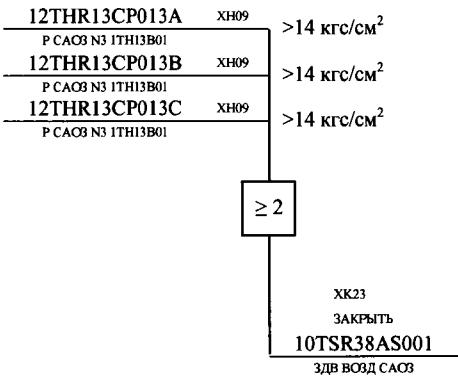 12THR13CP013A XH09 >14 кгс/см²
Р САОЗ N3 1TH13B01
12THR13CP013B XH09 >14 кгс/см²
Р САОЗ N3 1TH13B01
12THR13CP013C XH09 >14 кгс/см²
Р САОЗ N3 1TH13B01
≥ 2
XK23
ЗАКРЫТЬ
10TSR38AS001
ЗДВ ВОЗД САОЗ